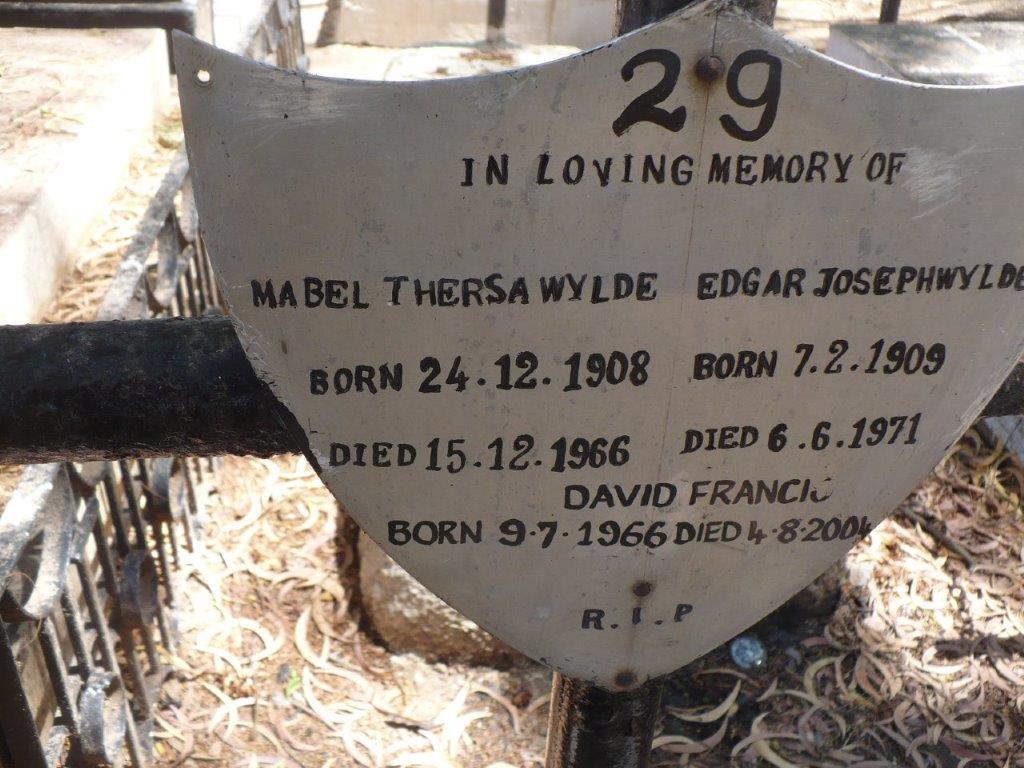 29
IN LOVING MEMORY OF
MABEL THERSA WYLDE EDGAR JOSEPH WYLDE
BORN 24.12.1908 BORN 7.2.1909
DIED 15.12.1966 DIED 6.6.1971
DAVID FRANCIS
BORN 9.7.1966 DIED 4.8.2004
R.I.P